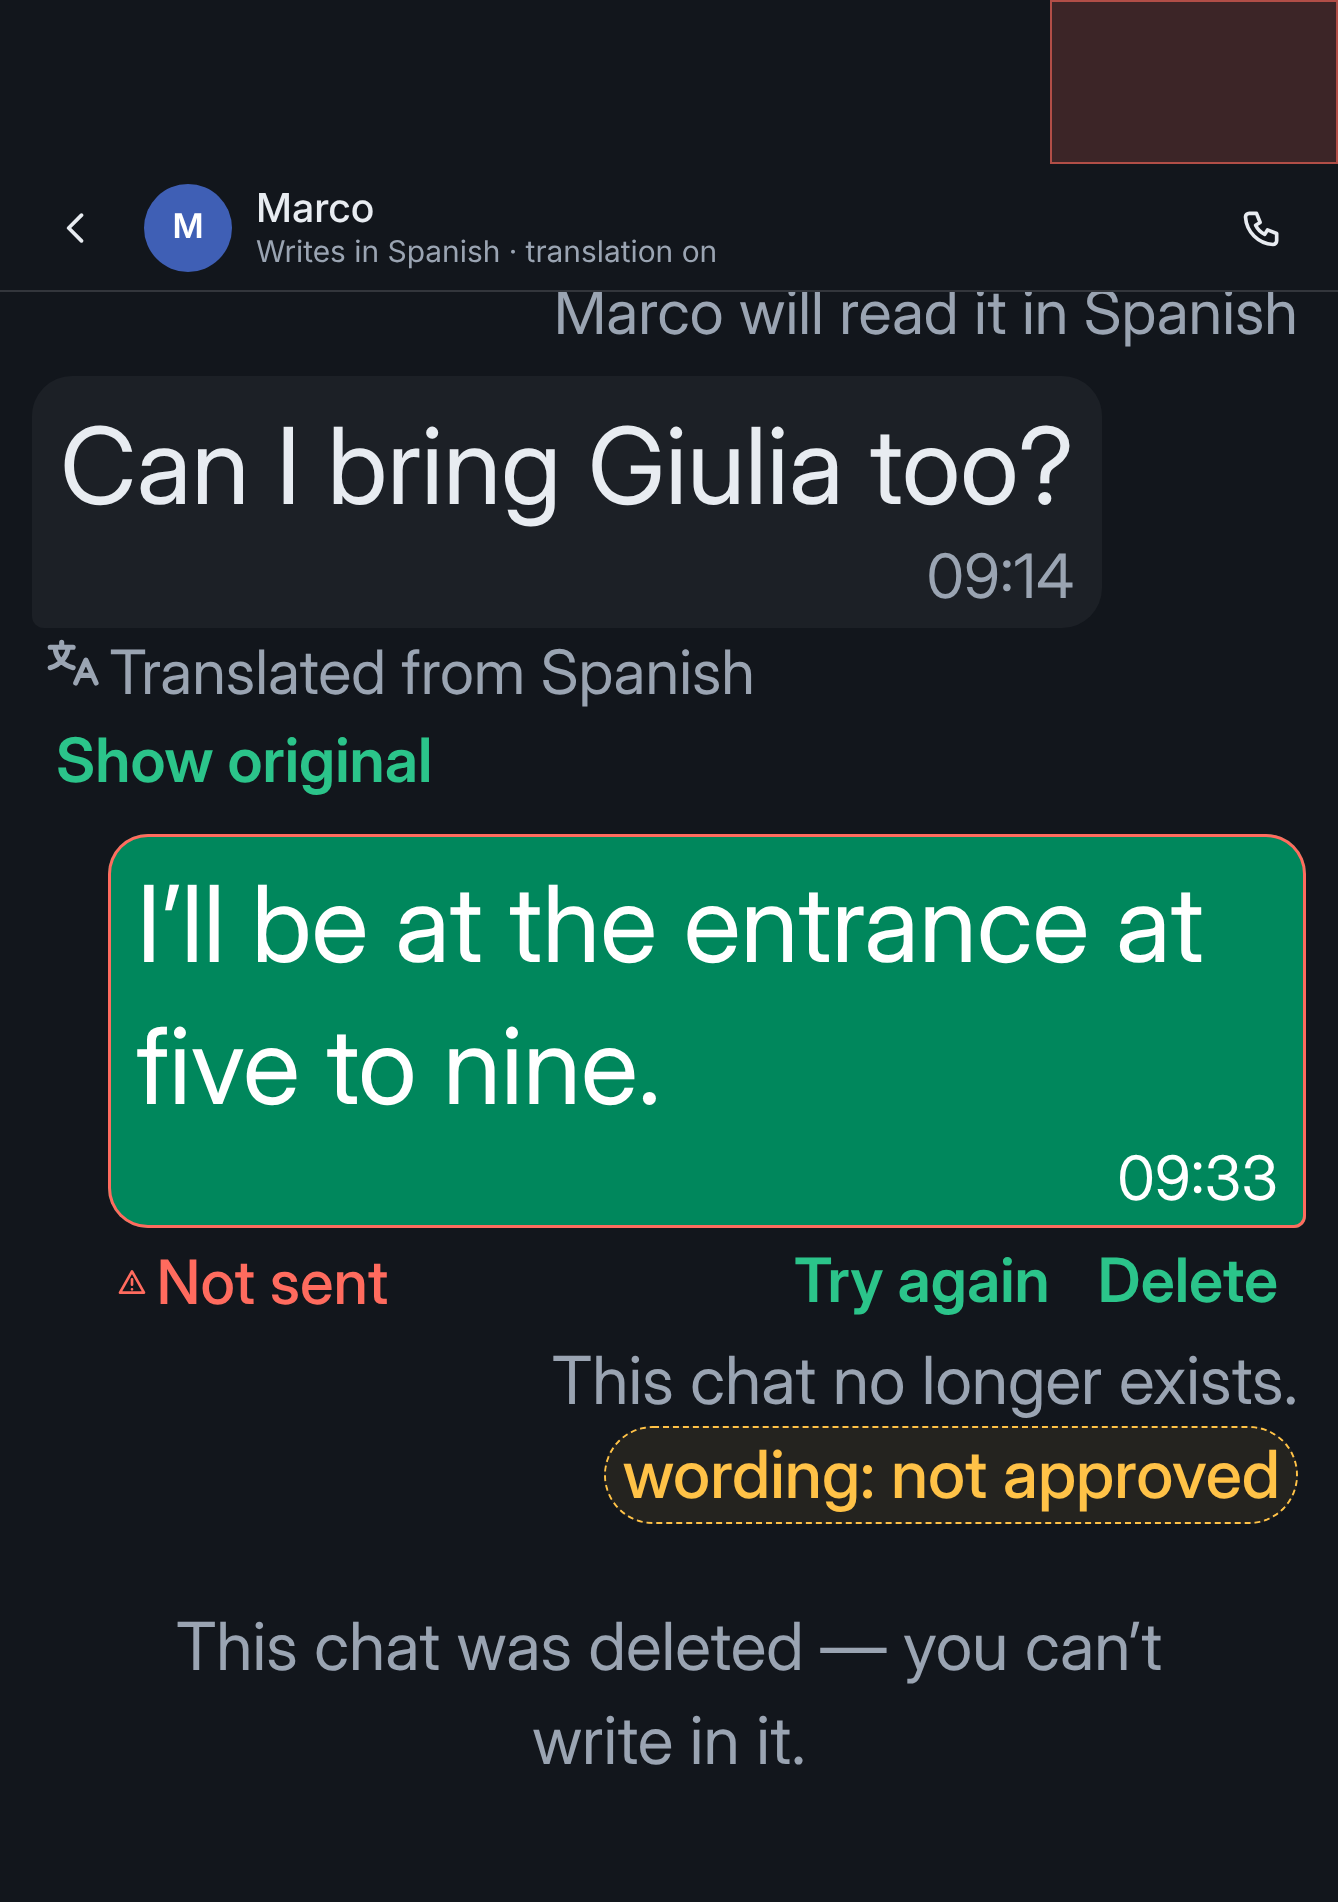 M
Marco
Writes in Spanish · translation on
Marco will read it in Spanish
Can I bring Giulia too?
09:14
Translated from Spanish
Show original
I’ll be at the entrance at
five to nine.
09:33
Not sent
Try again Delete
This chat no longer exists.
wording: not approved
This chat was deleted — you can’t
write in it.